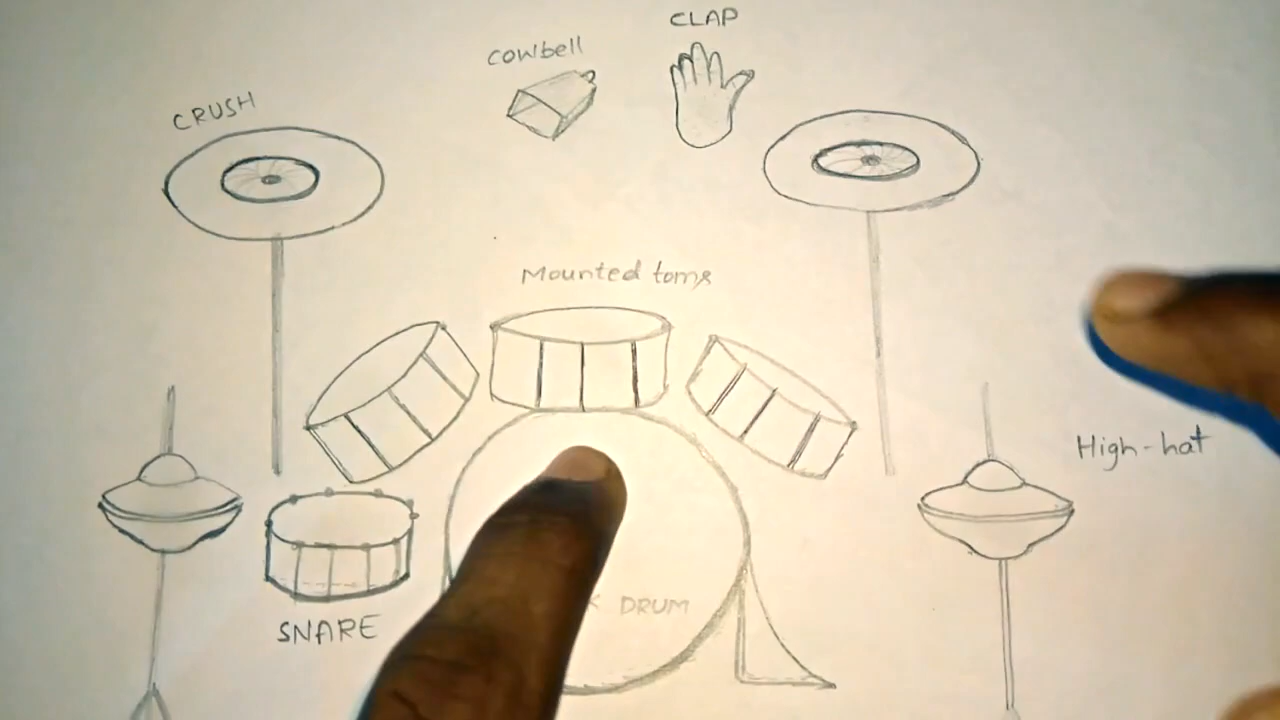 CLAP
Cowbell
CRUSH
Mounted toms
High-hat
DRUM
SNARE